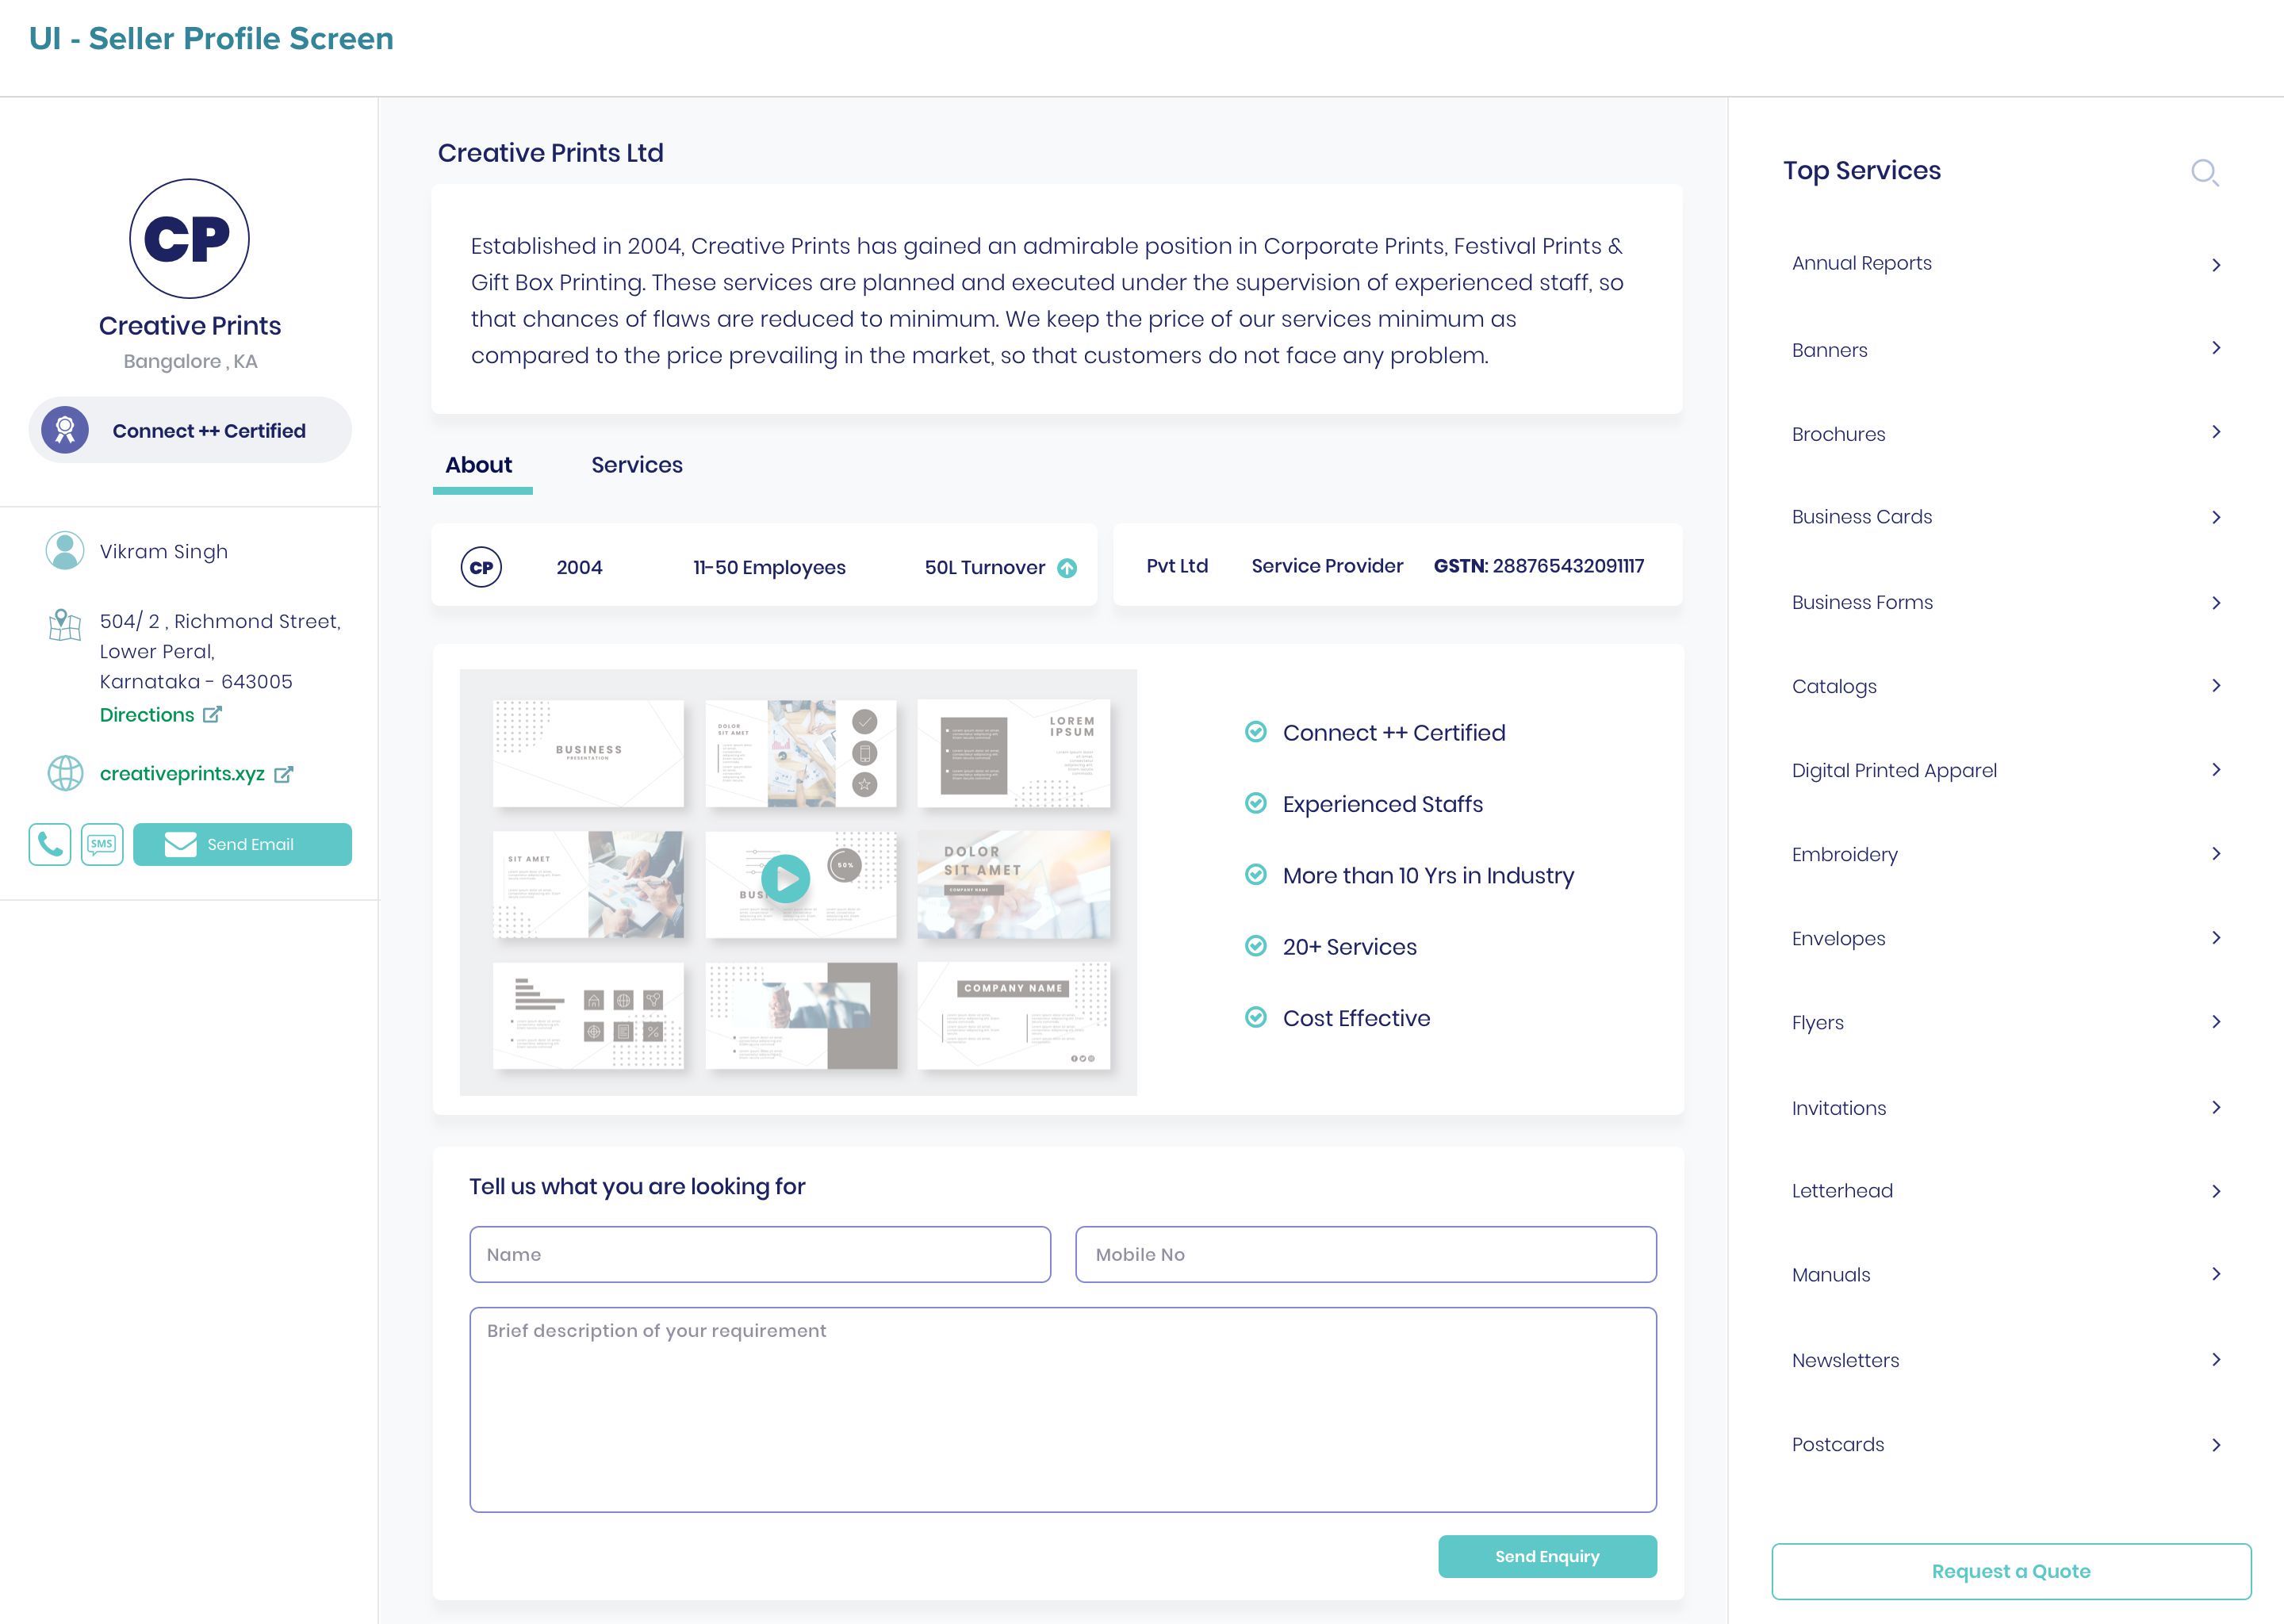 UI - Seller Profile Screen
CP
Creative Prints
Bangalore , KA
Connect ++ Certified
Vikram Singh
504/ 2 , Richmond Street,
Lower Peral,
Karnataka - 643005
Directions
creativeprints.xyz
SMS
Send Email
Creative Prints Ltd
Established in 2004, Creative Prints has gained an admirable position in Corporate Prints, Festival Prints &
Gift Box Printing. These services are planned and executed under the supervision of experienced staff, so
that chances of flaws are reduced to minimum. We keep the price of our services minimum as
compared to the price prevailing in the market, so that customers do not face any problem.
About
Services
CP
2004
11-50 Employees
50L Turnover
Pvt Ltd
Service Provider
GSTN: 288765432091117
BUSINESS
PRESENTATION
DOLOR
SIT AMET
LOREM
IPSUM
SIT AMET
50%
BUS
DOLOR
SIT AMET
COMPANY NAME
COMPANY NAME
Connect ++ Certified
Experienced Staffs
More than 10 Yrs in Industry
20+ Services
Cost Effective
Tell us what you are looking for
Name
Mobile No
Brief description of your requirement
Send Enquiry
Top Services
Annual Reports
Banners
Brochures
Business Cards
Business Forms
Catalogs
Digital Printed Apparel
Embroidery
Envelopes
Flyers
Invitations
Letterhead
Manuals
Newsletters
Postcards
Request a Quote